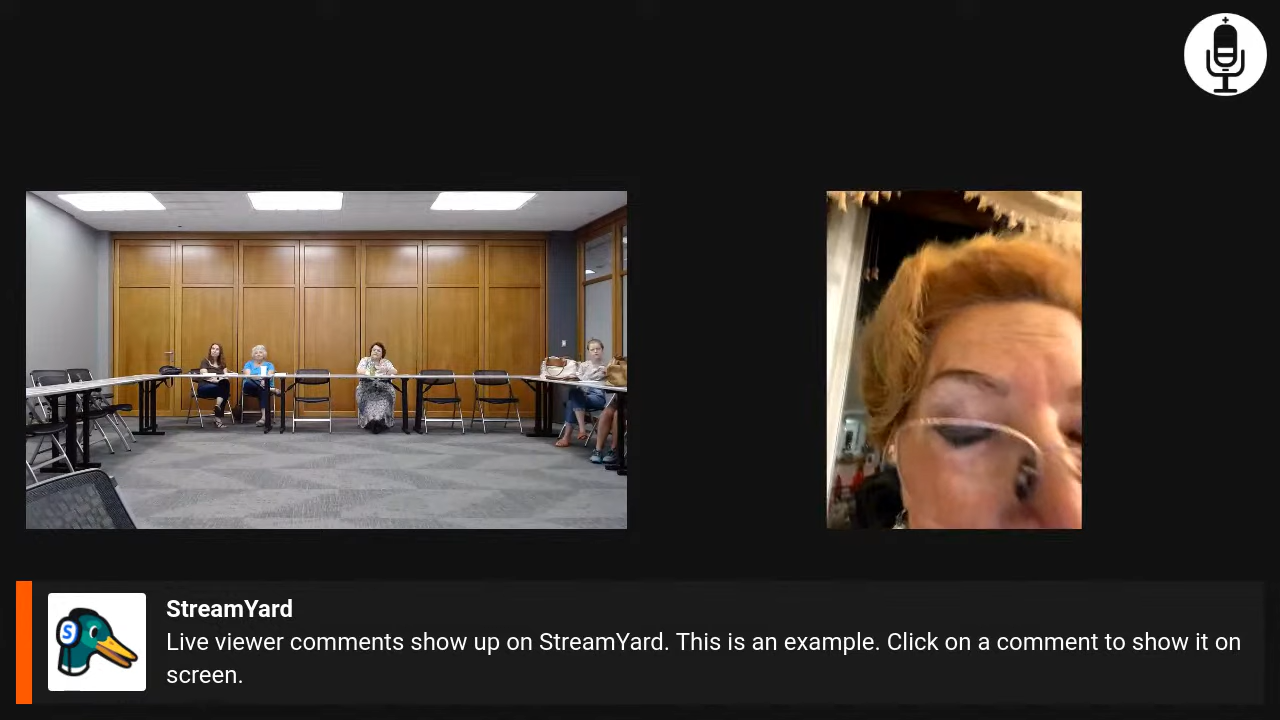 StreamYard
Live viewer comments show up on StreamYard. This is an example. Click on a comment to show it on
screen.
S